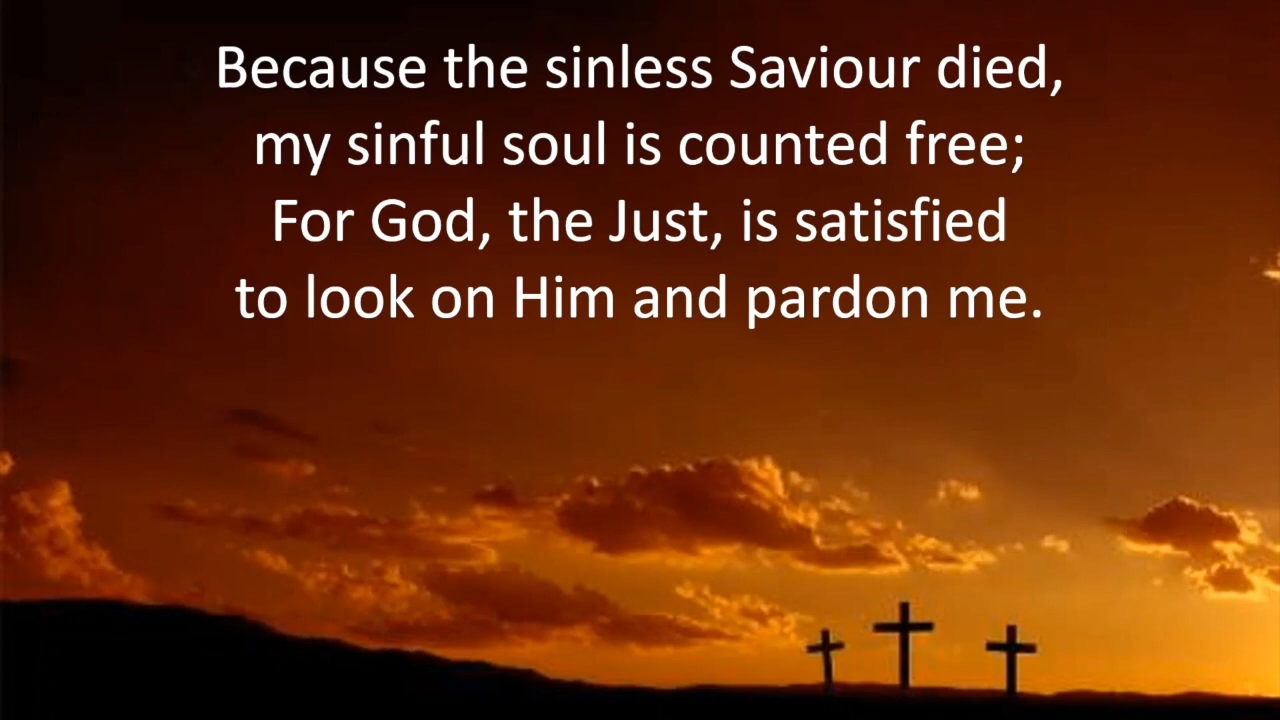 Because the sinless Saviour died,
my sinful soul is counted free;
For God, the Just, is satisfied
to look on Him and pardon me.